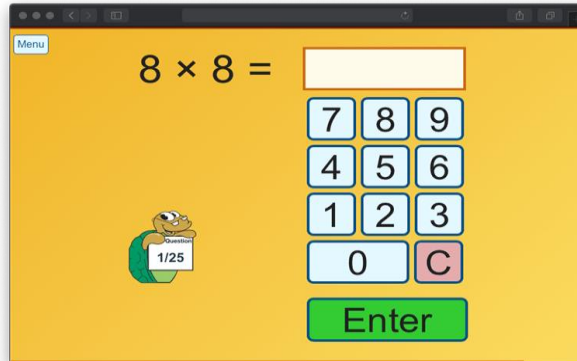 Menu
8 × 8 =
7 8 9
4 5 6
1 2 3
0 C
Question
1/25
Enter